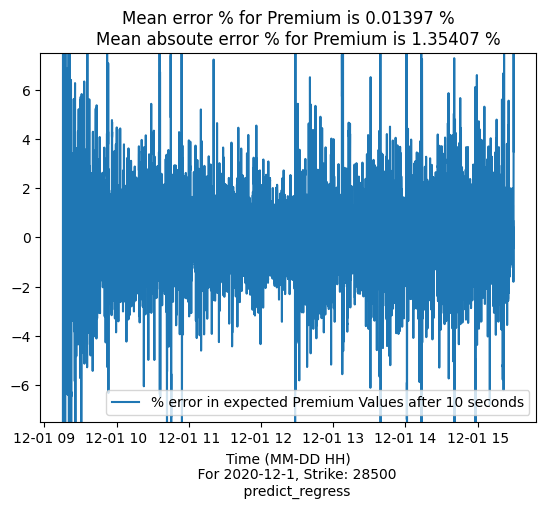 Mean error % for Premium is 0.01397 %
Mean absoute error % for Premium is 1.35407 %
6
4
2
0
−2
−4
−6
% error in expected Premium Values after 10 seconds
12-01 09 12-01 10 12-01 11 12-01 12 12-01 13 12-01 14 12-01 15
Time (MM-DD HH)
For 2020-12-1, Strike: 28500
predict_regress